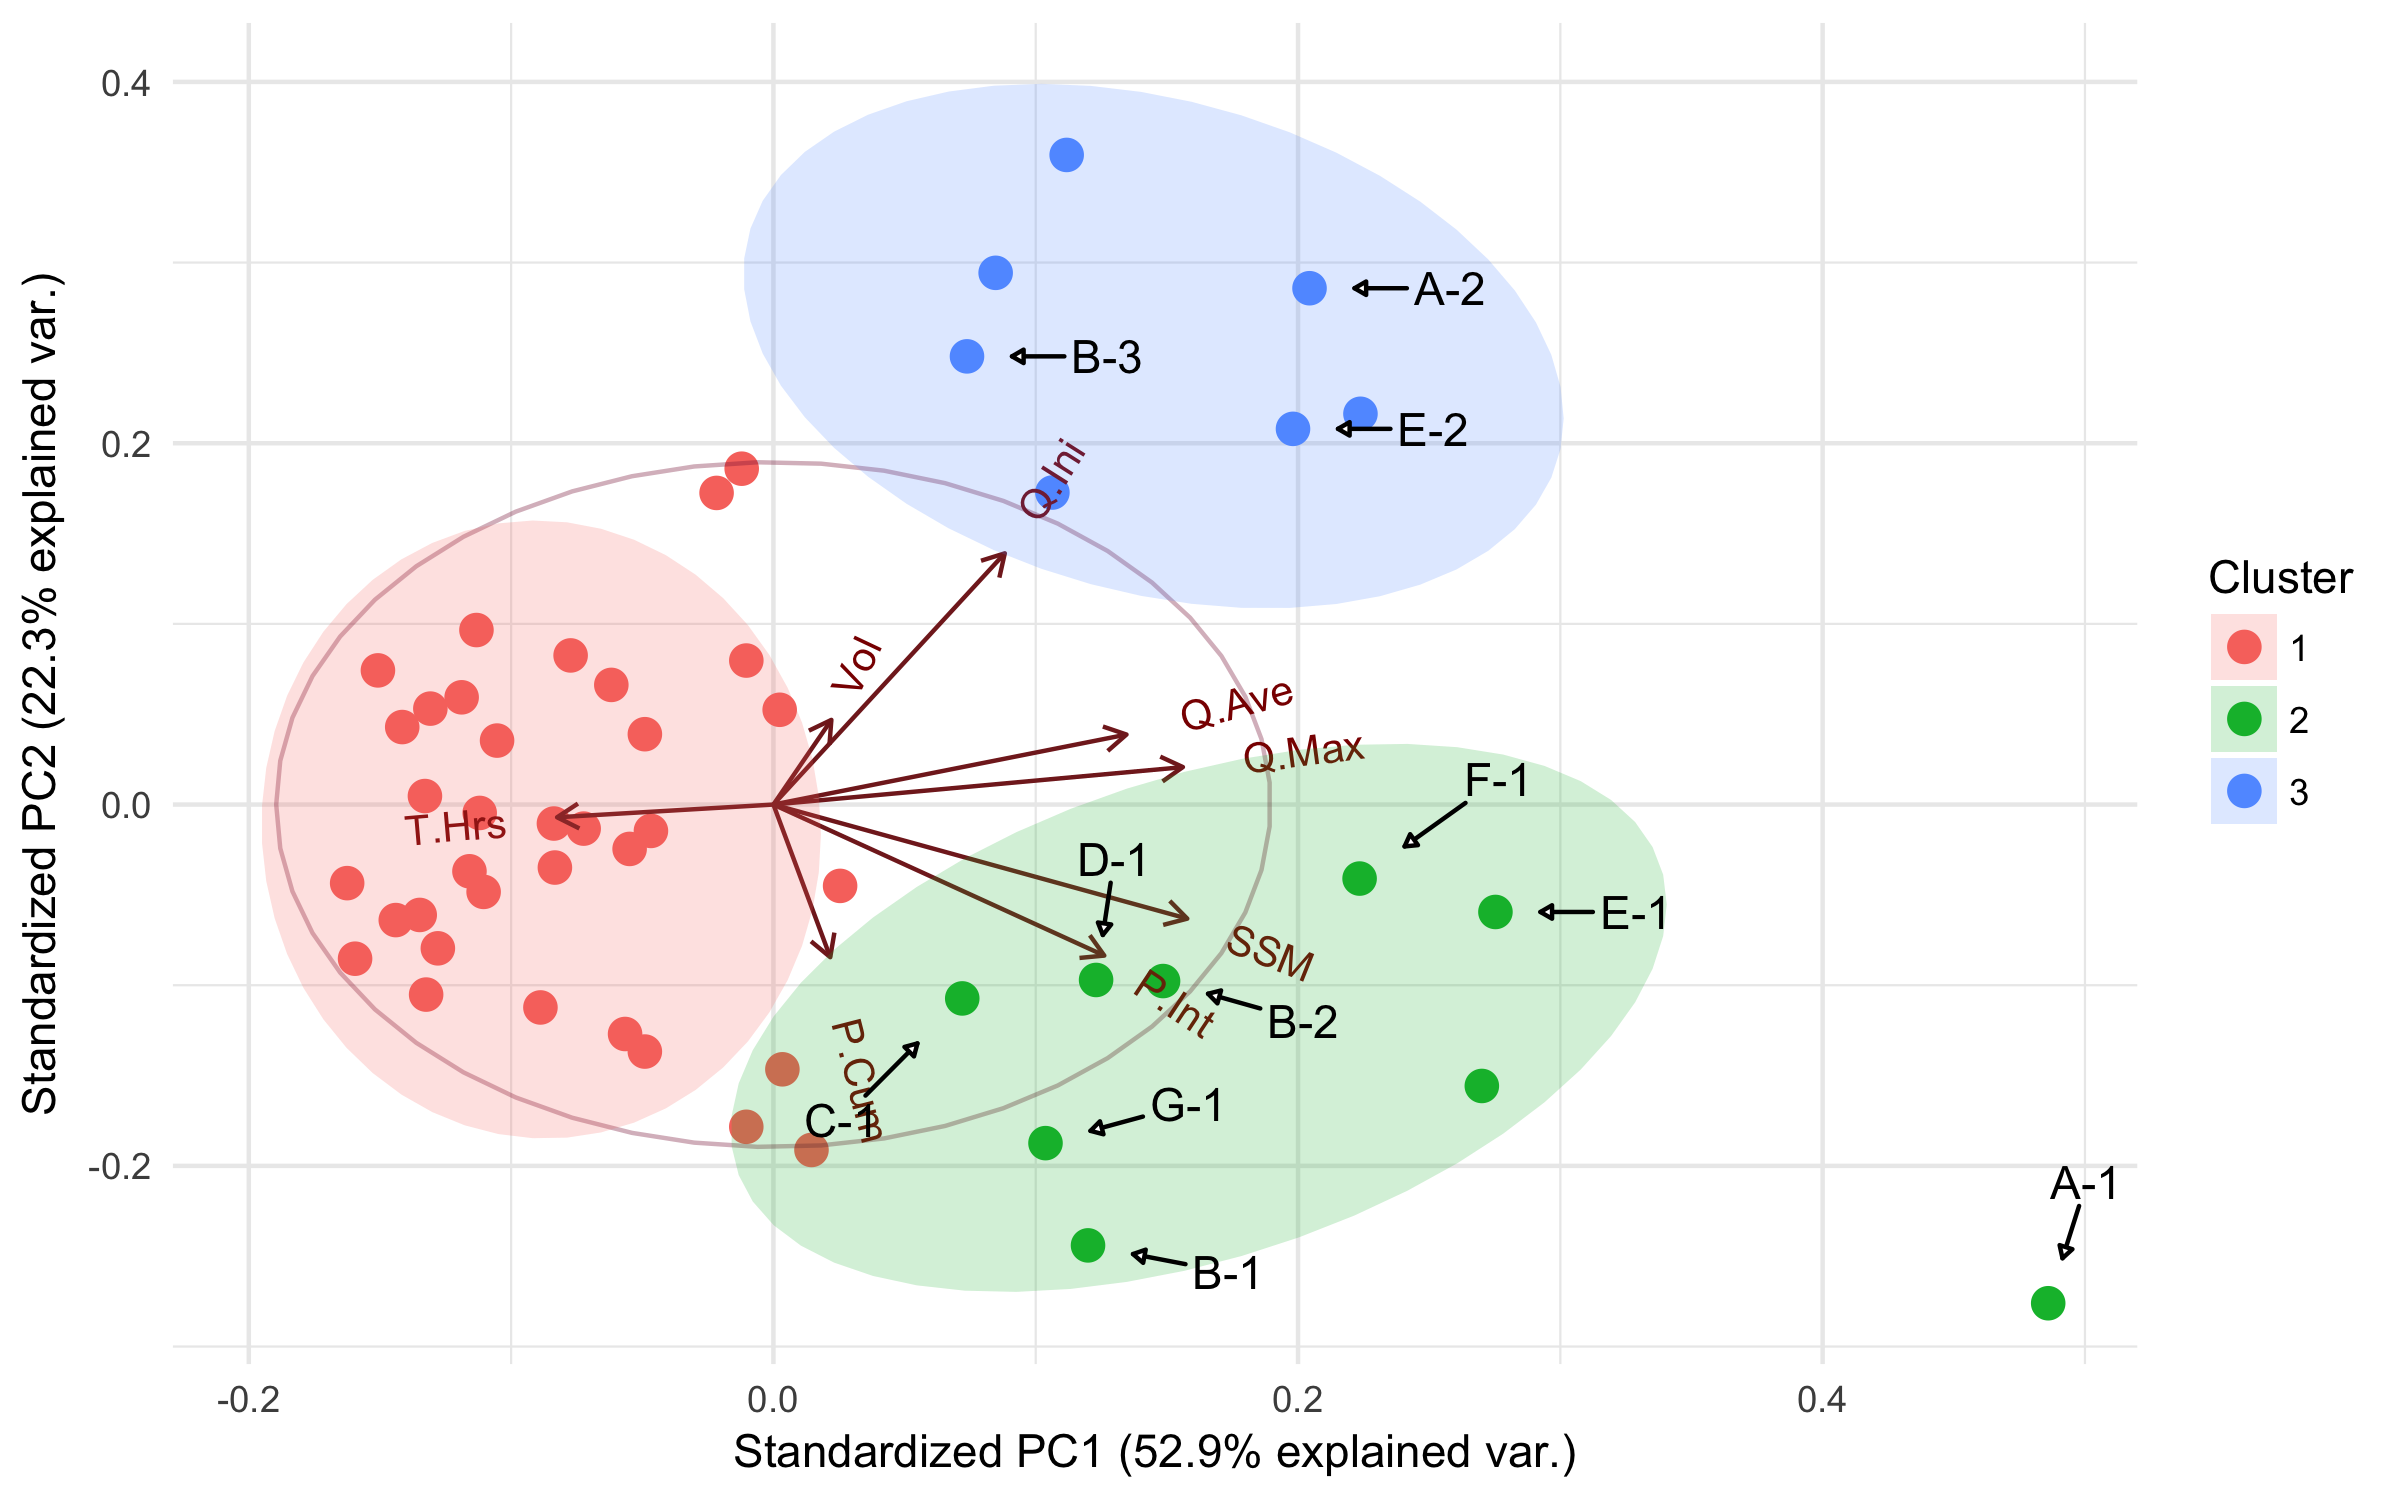 0.4
0.2
0.0
-0.2
Standardized PC2 (22.3% explained var.)
A-2
B-3
E-2
Q.Ini
Vol
Q.Ave
Q.Max
T.Hrs
F-1
D-1
E-1
SSM
P.Int
B-2
P.Cum
C-1
G-1
B-1
A-1
-0.2
0.0
0.2
0.4
Standardized PC1 (52.9% explained var.)
Cluster
1
2
3